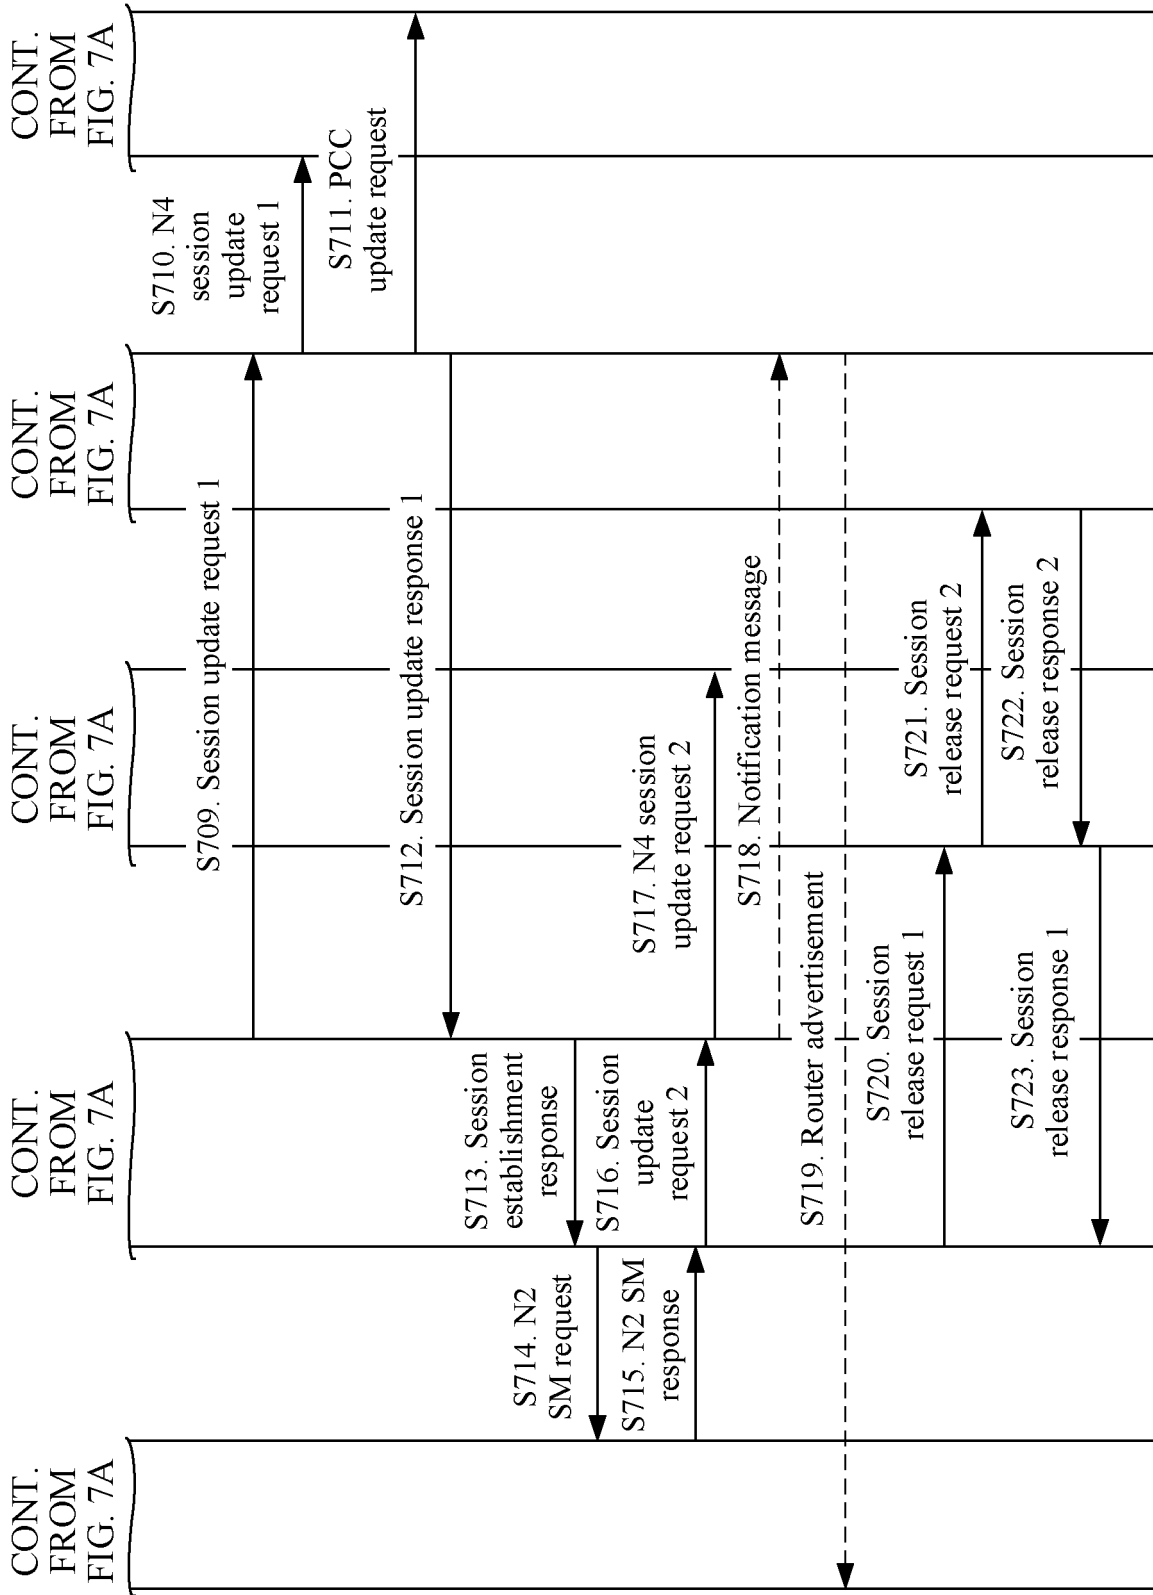 CONT.
FROM
FIG. 7A
CONT.
FROM
FIG. 7A
CONT.
FROM
FIG. 7A
CONT.
FROM
FIG. 7A
CONT.
FROM
FIG. 7A
S709. Session update request 1
S710. N4
session
update
request 1
S711. PCC
update request
S712. Session update response 1
S713. Session
establishment
response
S714. N2
SM request
S715. N2 SM
response
S716. Session
update
request 2
S717. N4 session
update request 2
S718. Notification message
S719. Router advertisement
S720. Session
release request 1
S721. Session
release request 2
S722. Session
release response 2
S723. Session
release response 1